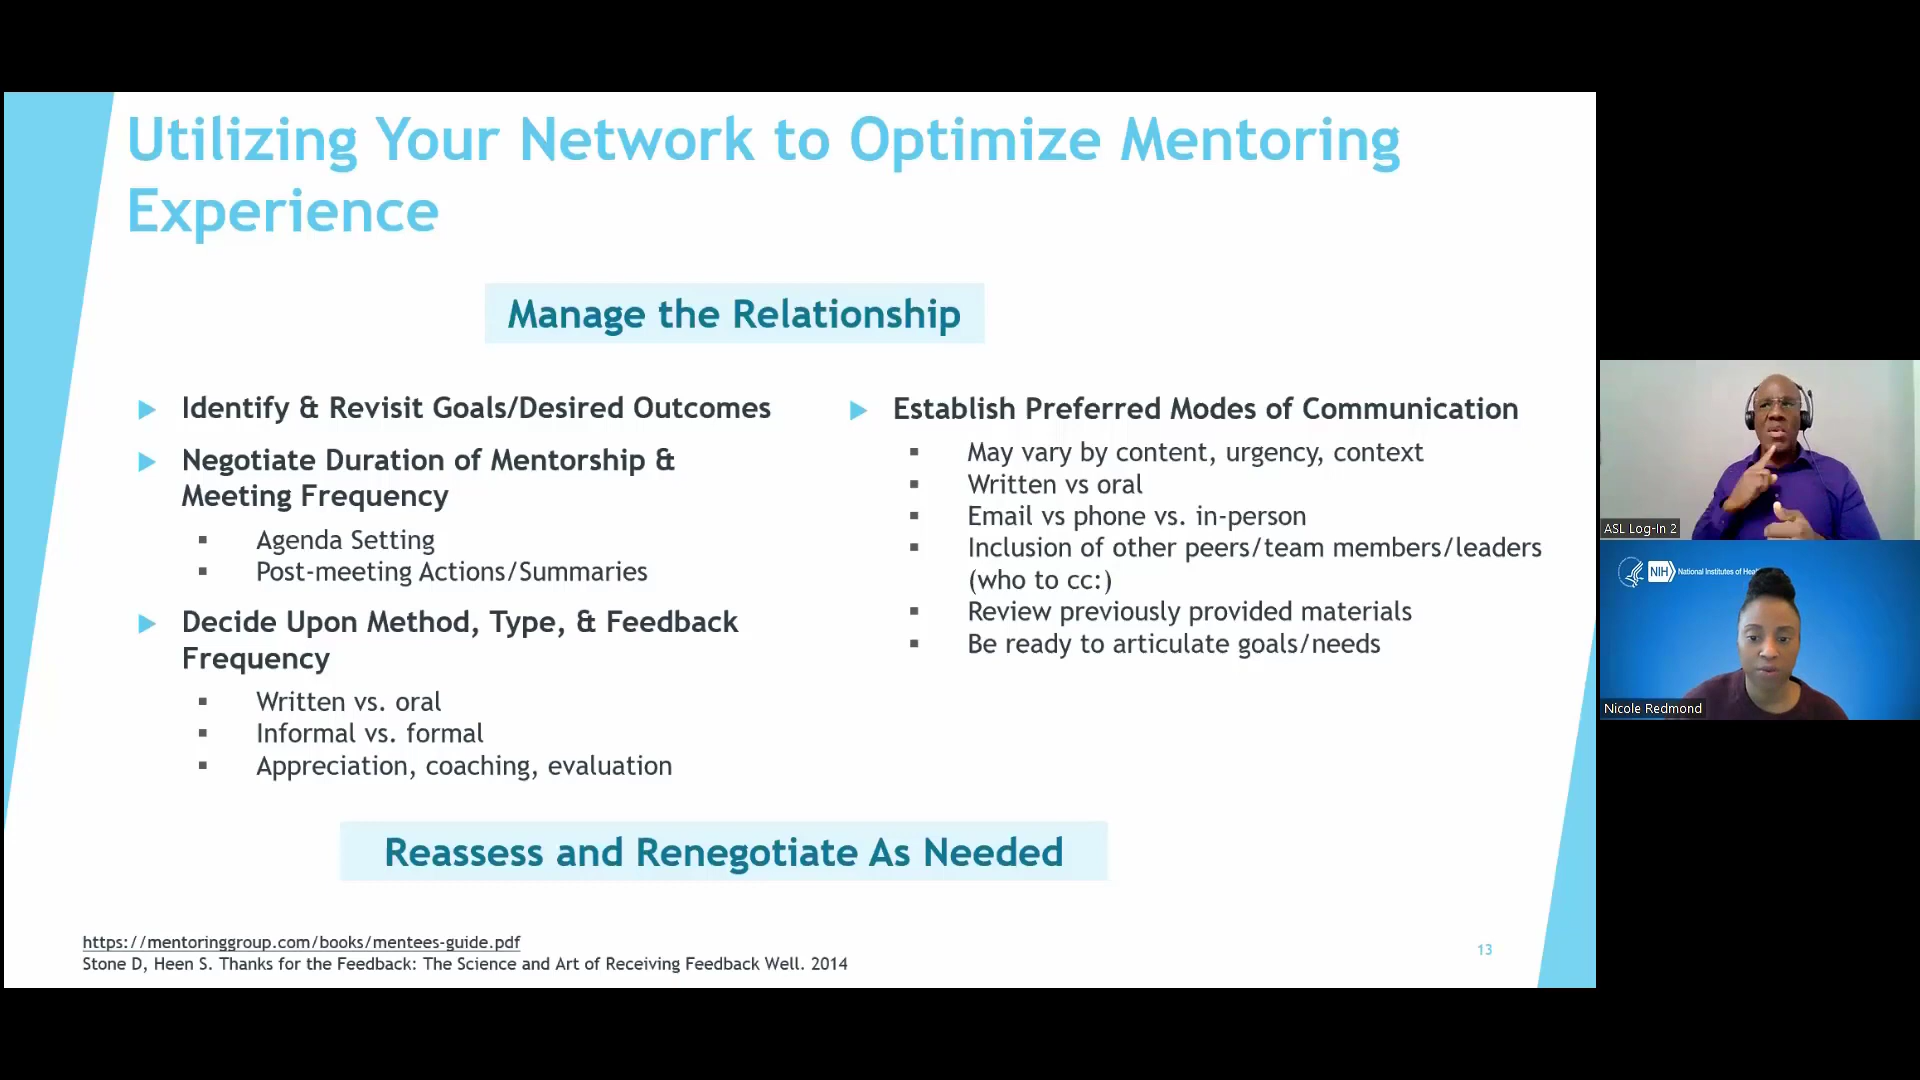 Utilizing Your Network to Optimize Mentoring
Experience
Manage the Relationship
Identify & Revisit Goals/Desired Outcomes
Negotiate Duration of Mentorship &
Meeting Frequency
Agenda Setting
Post-meeting Actions/Summaries
Decide Upon Method, Type, & Feedback
Frequency
Written vs. oral
Informal vs. formal
Appreciation, coaching, evaluation
Establish Preferred Modes of Communication
May vary by content, urgency, context
Written vs oral
Email vs phone vs. in-person
Inclusion of other peers/team members/leaders
(who to cc:)
Review previously provided materials
Be ready to articulate goals/needs
Reassess and Renegotiate As Needed
https://mentoringgroup.com/books/mentees-guide.pdf
Stone D, Heen S. Thanks for the Feedback: The Science and Art of Receiving Feedback Well. 2014
13
ASL Log-In 2
NIH National Institutes of
Nicole Redmond